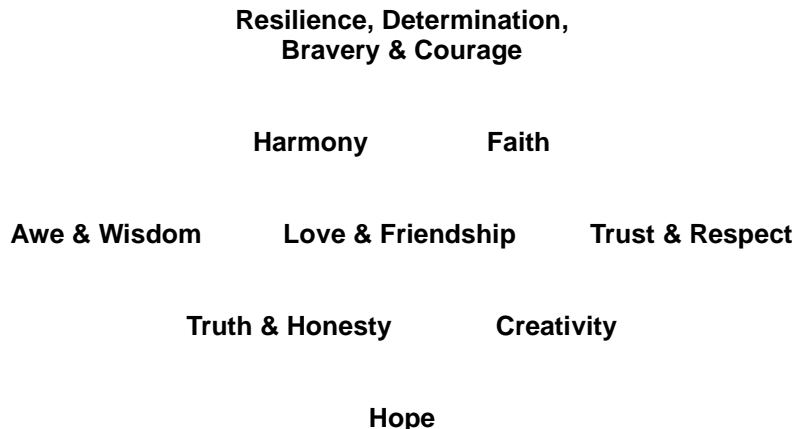 Resilience, Determination,
Bravery & Courage
Harmony Faith
Awe & Wisdom Love & Friendship Trust & Respect
Truth & Honesty Creativity
Hope